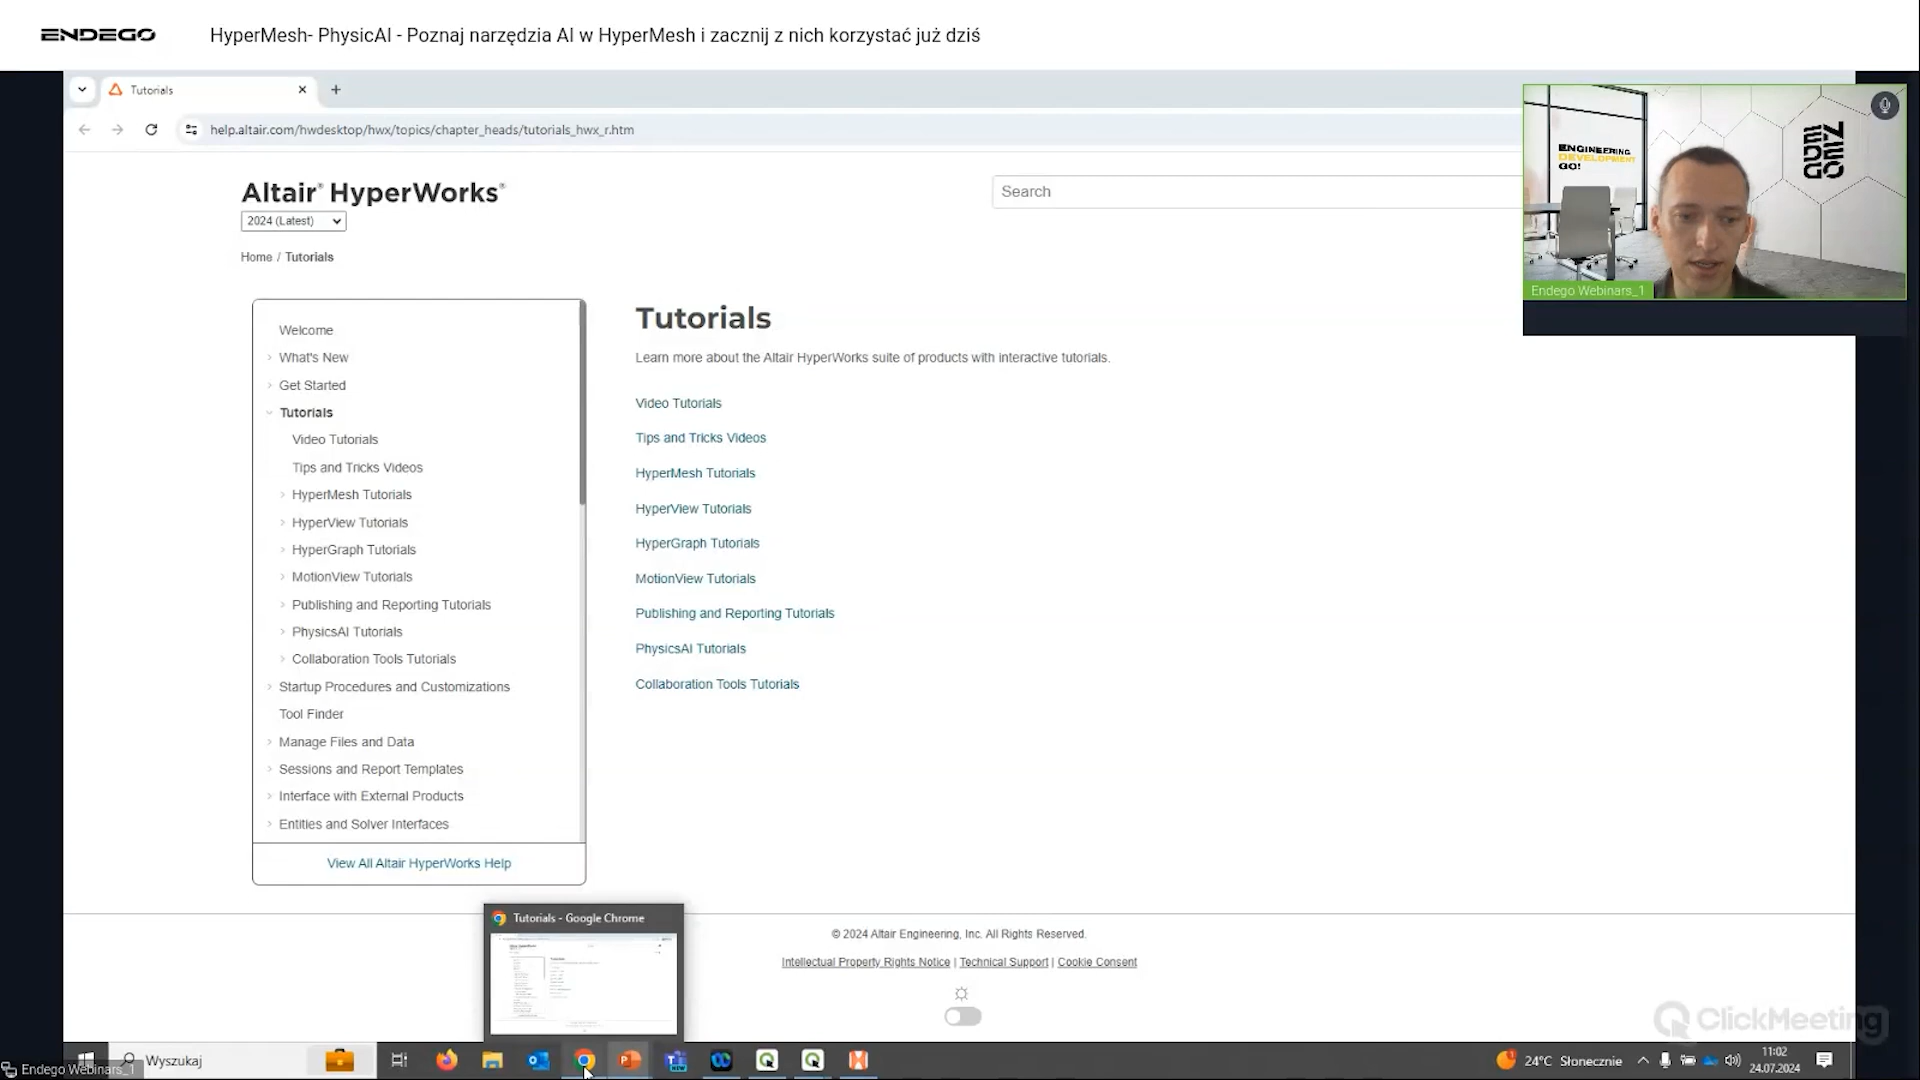 ENDEGO
HyperMesh- PhysicAI - Poznaj narzędzia AI w HyperMesh i zacznij z nich korzystać już dziś
Tutorials
help.altair.com/hwdesktop/hwx/topics/chapter_heads/tutorials_hwx_r.htm
Altair® HyperWorks®
Search
2024 (Latest)
Home / Tutorials
ENGINEERING
DEVELOPMENT
GO!
Endego Webinars_1
Welcome
What's New
Get Started
Tutorials
Video Tutorials
Tips and Tricks Videos
HyperMesh Tutorials
HyperView Tutorials
HyperGraph Tutorials
MotionView Tutorials
Publishing and Reporting Tutorials
PhysicsAI Tutorials
Collaboration Tools Tutorials
Startup Procedures and Customizations
Tool Finder
Manage Files and Data
Sessions and Report Templates
Interface with External Products
Entities and Solver Interfaces
View All Altair HyperWorks Help
Tutorials
Learn more about the Altair HyperWorks suite of products with interactive tutorials.
Video Tutorials
Tips and Tricks Videos
HyperMesh Tutorials
HyperView Tutorials
HyperGraph Tutorials
MotionView Tutorials
Publishing and Reporting Tutorials
PhysicsAI Tutorials
Collaboration Tools Tutorials
Tutorials - Google Chrome
© 2024 Altair Engineering, Inc. All Rights Reserved.
Intellectual Property Rights Notice | Technical Support | Cookie Consent
ClickMeeting
Wyszukaj
24°C Słonecznie
11:02
24.07.2024
Endego Webinars_1